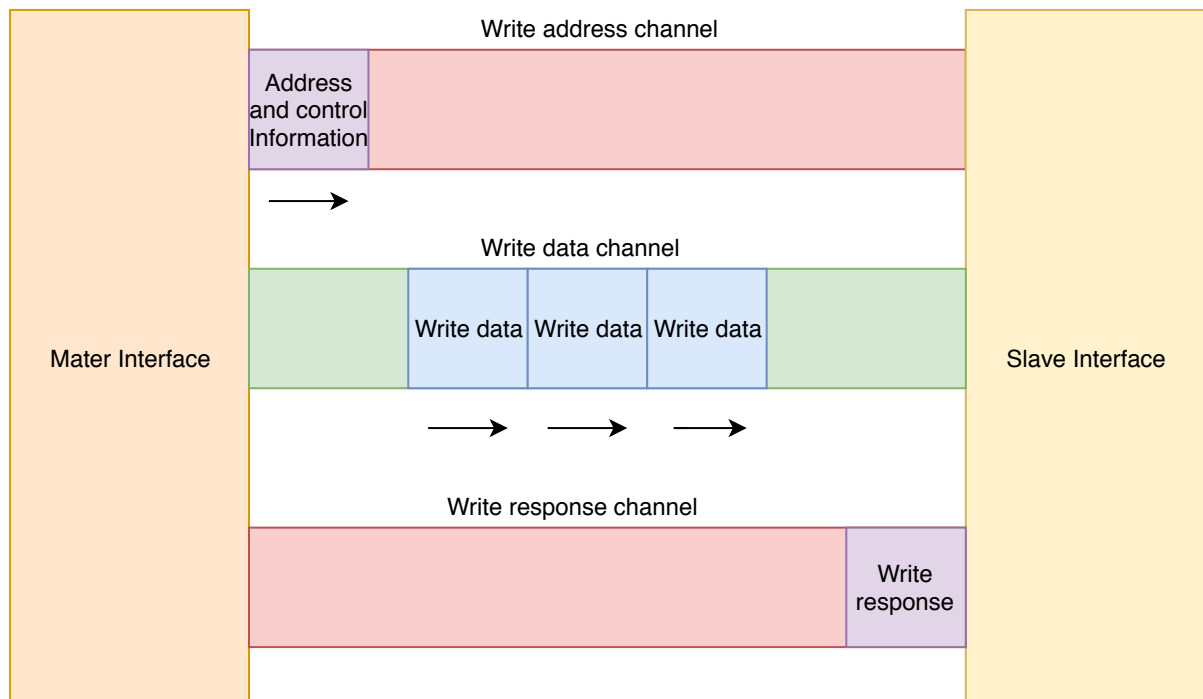 Write address channel
Address
and control
Information
Write data channel
Write data
Write data
Write data
Mater Interface
Slave Interface
Write response channel
Write
response